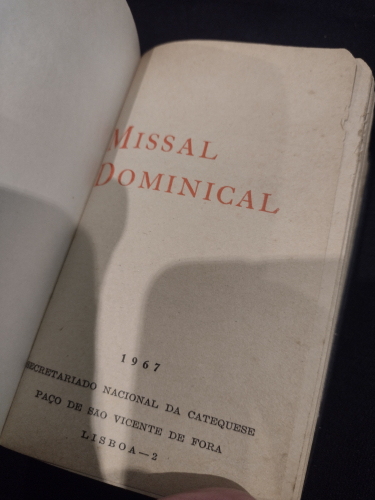 MISSAL
DOMINICAL
1967
SECRETARIADO NACIONAL DA CATEQUESE
PAÇO DE SÃO VICENTE DE FORA
LISBOA—2